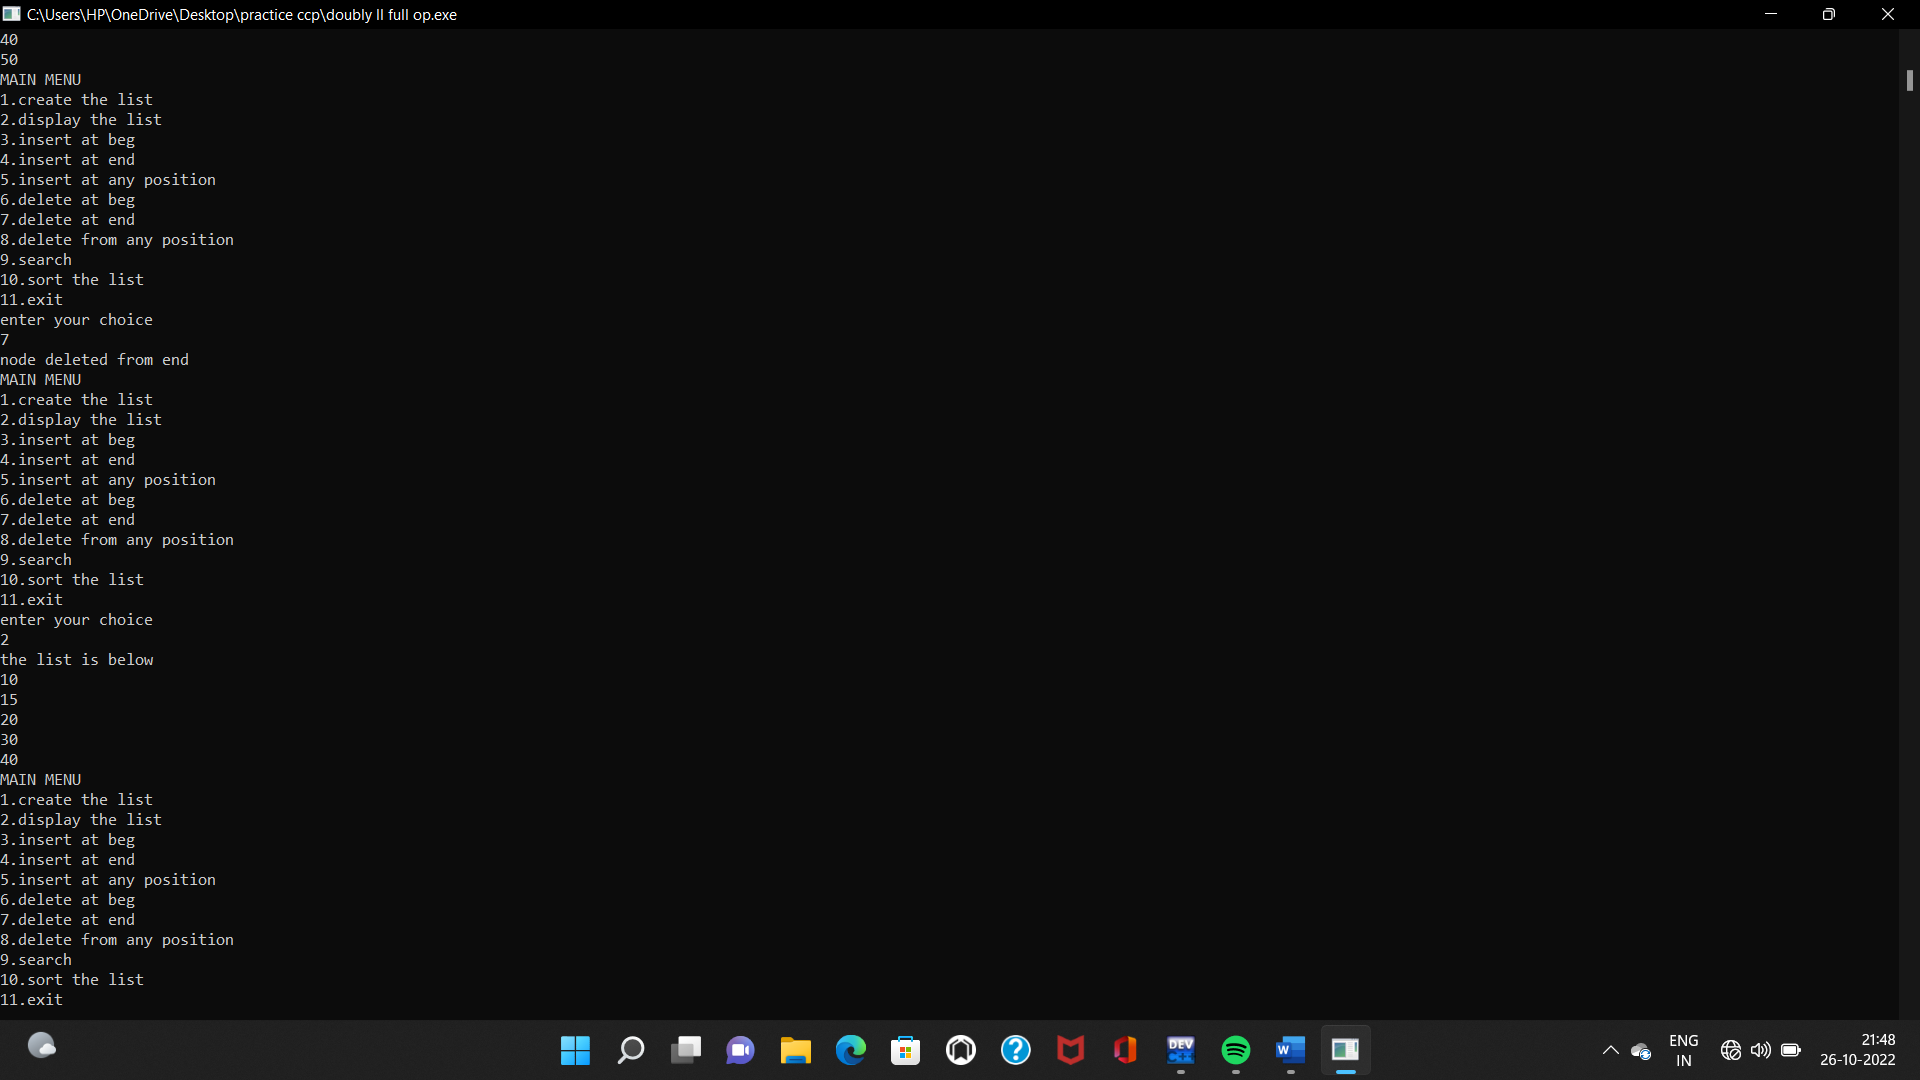 C:\Users\HP\OneDrive\Desktop\practice ccp\doubly ll full op.exe
40
50
MAIN MENU
1.create the list
2.display the list
3.insert at beg
4.insert at end
5.insert at any position
6.delete at beg
7.delete at end
8.delete from any position
9.search
10.sort the list
11.exit
enter your choice
7
node deleted from end
MAIN MENU
1.create the list
2.display the list
3.insert at beg
4.insert at end
5.insert at any position
6.delete at beg
7.delete at end
8.delete from any position
9.search
10.sort the list
11.exit
enter your choice
2
the list is below
10
15
20
30
40
MAIN MENU
1.create the list
2.display the list
3.insert at beg
4.insert at end
5.insert at any position
6.delete at beg
7.delete at end
8.delete from any position
9.search
10.sort the list
11.exit
DEV
C++
W
ENG
IN
21:48
26-10-2022